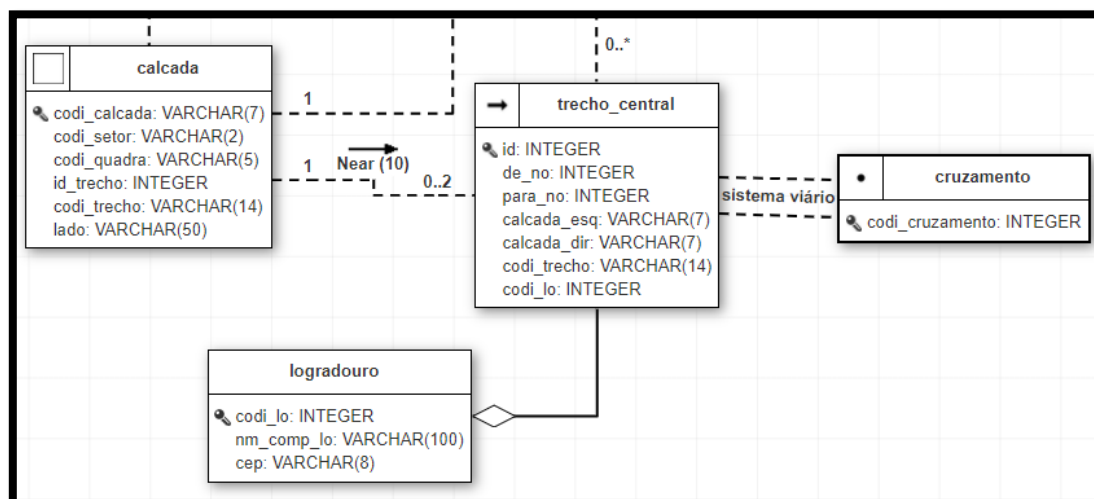 0..*
calcada
codi_calcada: VARCHAR(7)
codi_setor: VARCHAR(2)
codi_quadra: VARCHAR(5)
id_trecho: INTEGER
codi_trecho: VARCHAR(14)
lado: VARCHAR(50)
1
1
Near (10)
0..2
trecho_central
id: INTEGER
de_no: INTEGER
para_no: INTEGER
calcada_esq: VARCHAR(7)
calcada_dir: VARCHAR(7)
codi_trecho: VARCHAR(14)
codi_lo: INTEGER
sistema viário
cruzamento
codi_cruzamento: INTEGER
logradouro
codi_lo: INTEGER
nm_comp_lo: VARCHAR(100)
cep: VARCHAR(8)